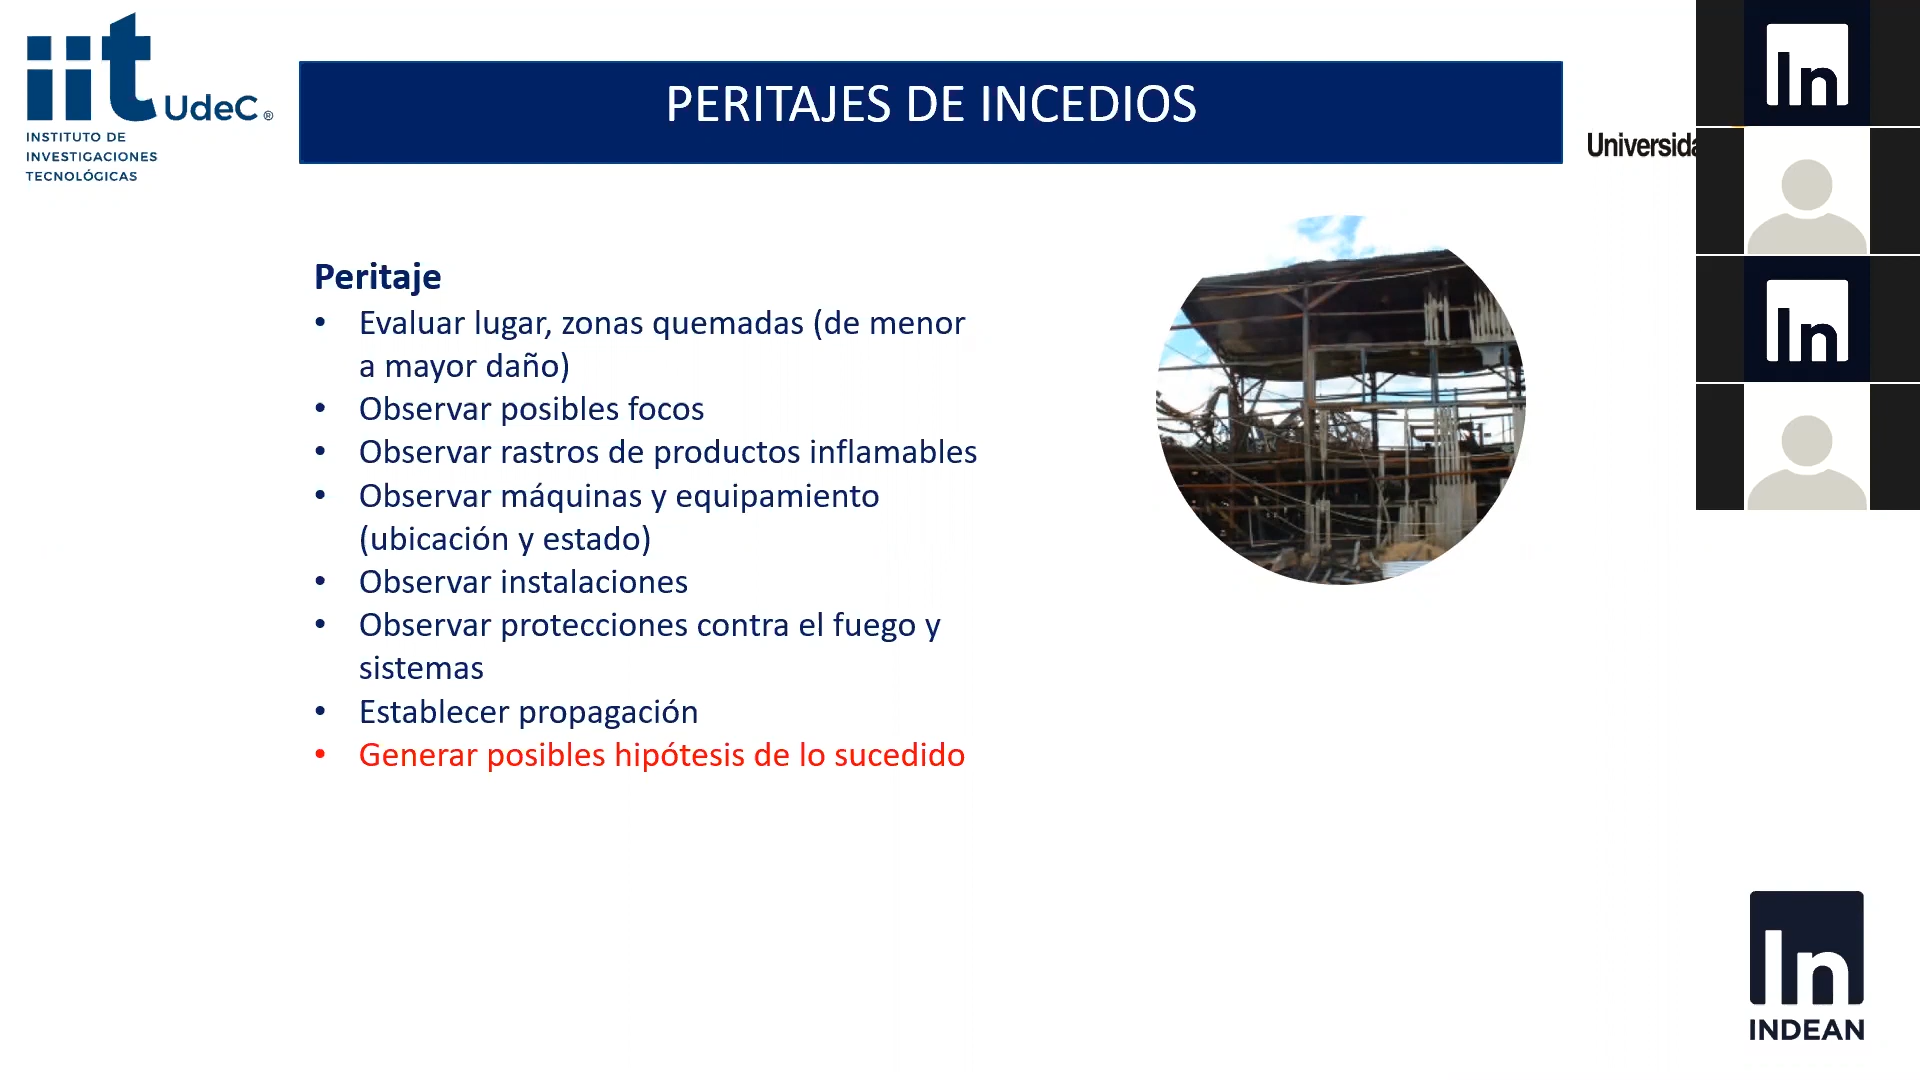 iit UdeC®
INSTITUTO DE
INVESTIGACIONES
TECNOLÓGICAS
PERITAJES DE INCEDIOS
In
In
Peritaje
• Evaluar lugar, zonas quemadas (de menor
a mayor daño)
• Observar posibles focos
• Observar rastros de productos inflamables
• Observar máquinas y equipamiento
(ubicación y estado)
• Observar instalaciones
• Observar protecciones contra el fuego y
sistemas
• Establecer propagación
• Generar posibles hipótesis de lo sucedido
In
INDEAN